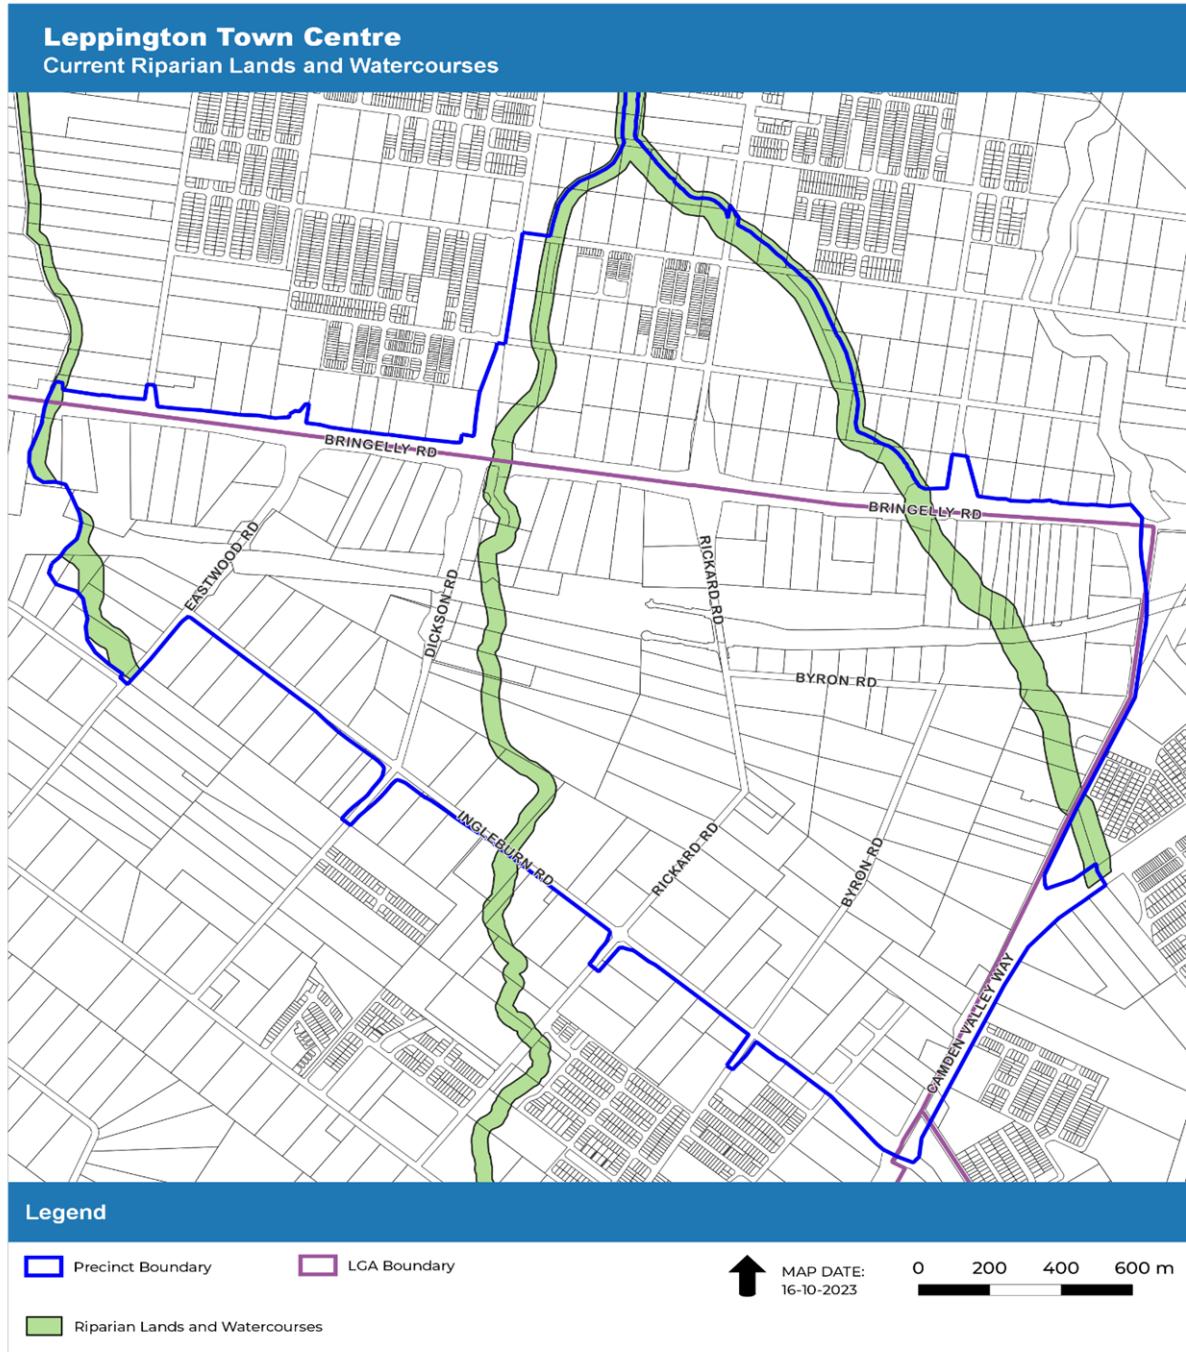 Leppington Town Centre
Current Riparian Lands and Watercourses
BRINGELLY RD
BRINGELLY RD
EASTWOOD RD
DICKSON RD
RICKARD RD
BYRON RD
INGLEBURN RD
RICKARD RD
BYRON RD
CAMDEN VALLEY WAY
Legend
Precinct Boundary
LGA Boundary
Riparian Lands and Watercourses
MAP DATE:
16-10-2023
0 200 400 600 m